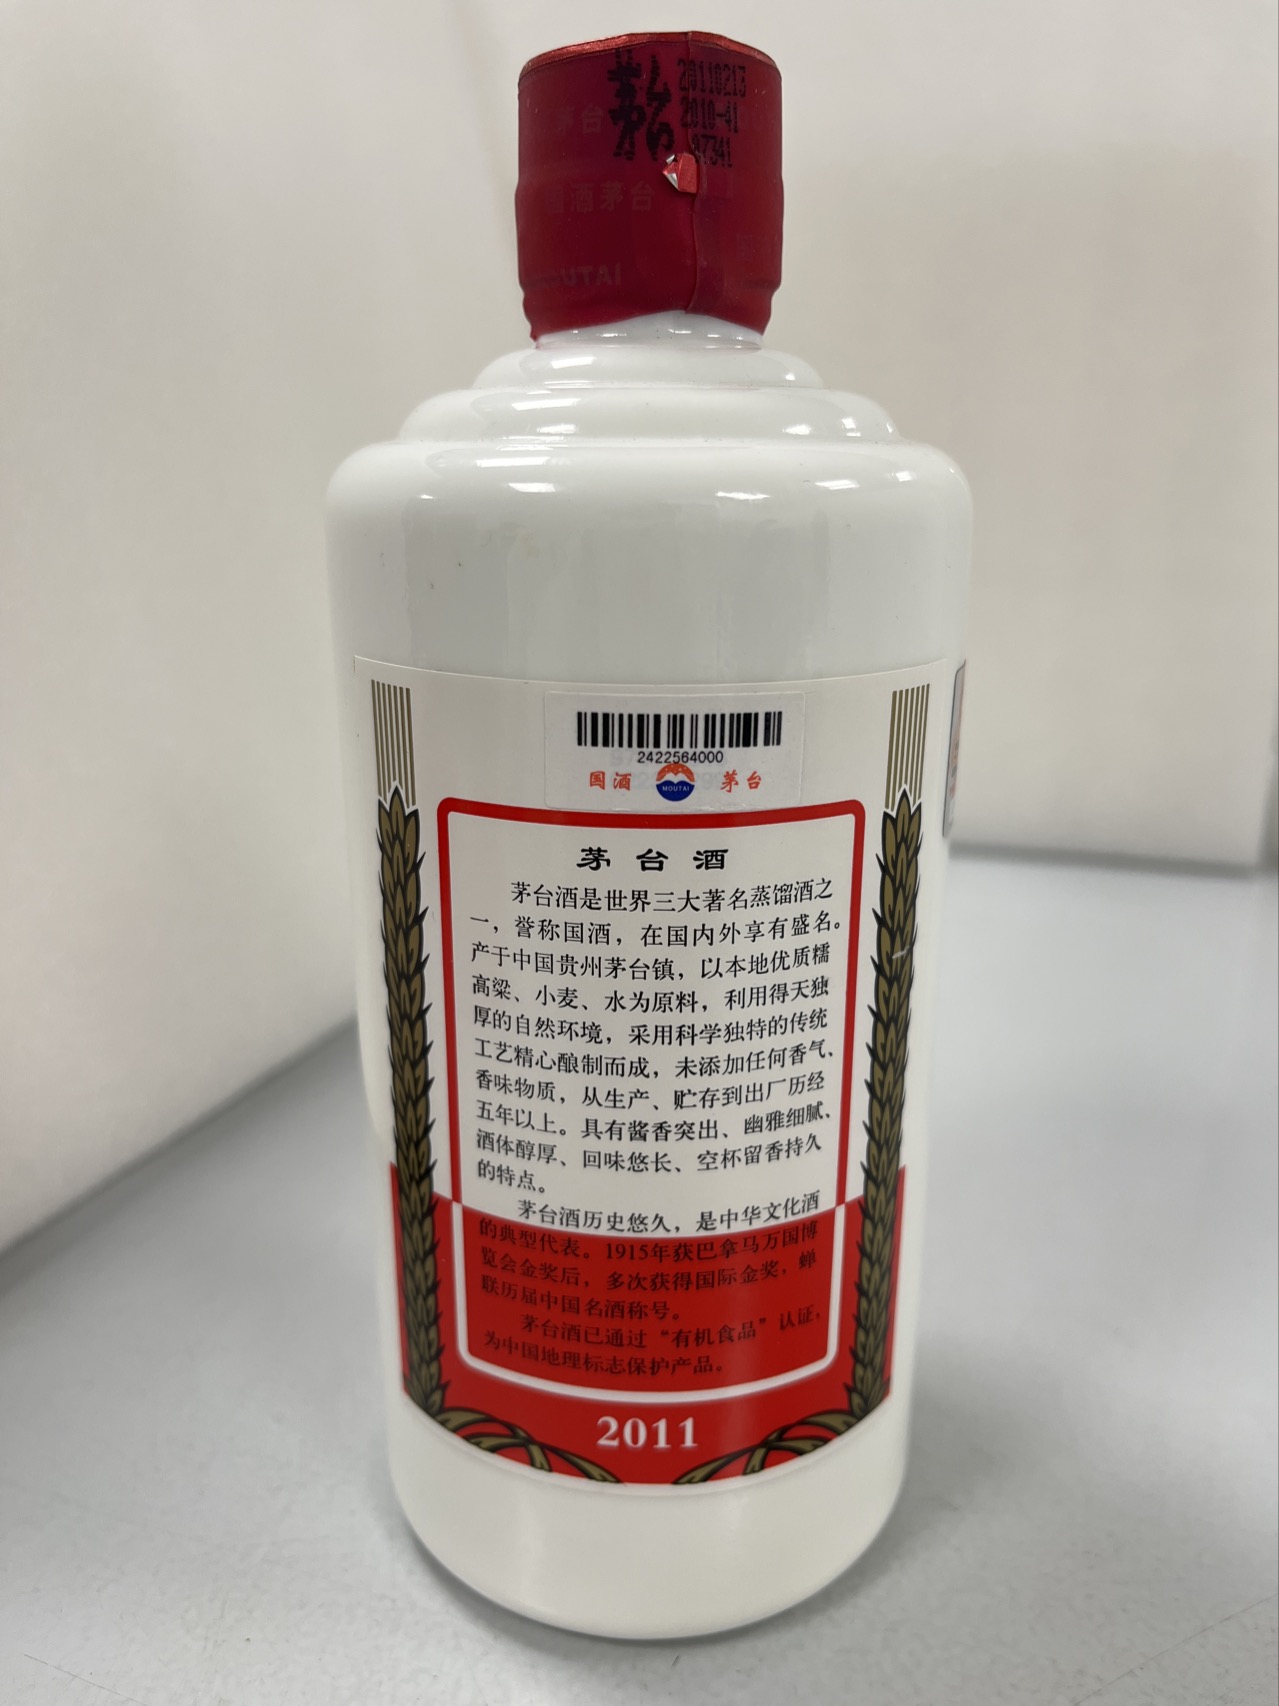 茅台 20110213
2010-41
07341
茅台
国酒茅台
MOUTAI
2422564000
国酒 MOUTAI 茅台
茅台酒
茅台酒是世界三大著名蒸馏酒之
一，誉称国酒，在国内外享有盛名。
产于中国贵州茅台镇，以本地优质糯
高粱、小麦、水为原料，利用得天独
厚的自然环境，采用科学独特的传统
工艺精心酿制而成，未添加任何香气、
香味物质，从生产、贮存到出厂历经
五年以上。具有酱香突出、幽雅细腻、
酒体醇厚、回味悠长、空杯留香持久
的特点。
茅台酒历史悠久，是中华文化酒
的典型代表。1915年获巴拿马万国博
览会金奖后，多次获得国际金奖，蝉
联历届中国名酒称号。
茅台酒已通过“有机食品”认证，
为中国地理标志保护产品。
2011